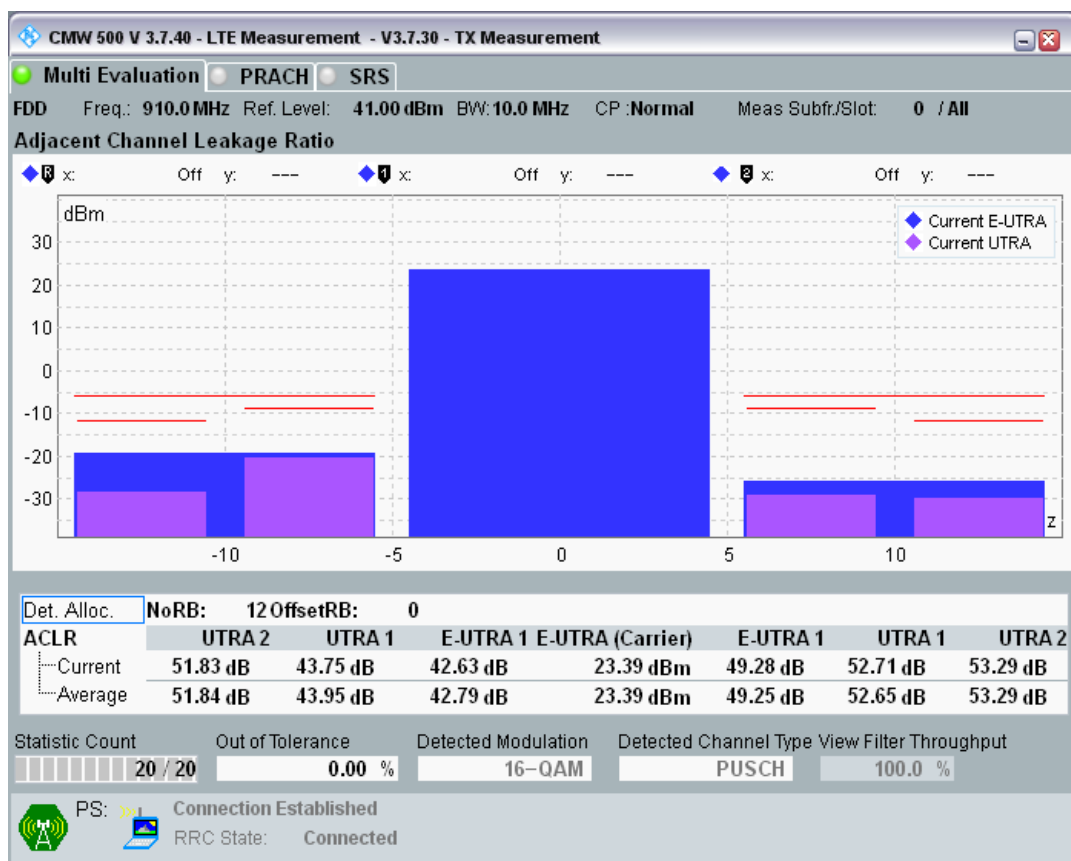 CMW 500 V 3.7.40 - LTE Measurement - V3.7.30 - TX Measurement
Multi Evaluation PRACH SRS
FDD Freq.: 910.0 MHz Ref. Level: 41.00 dBm BW: 10.0 MHz CP :Normal Meas Subfr./Slot: 0 / All
Adjacent Channel Leakage Ratio
R x: Off y: --- 1 x: Off y: --- 2 x: Off y: ---
dBm
Current E-UTRA
Current UTRA
30
20
10
0
-10
-20
-30
z
-10 -5 0 5 10
Det. Alloc. NoRB: 12 OffsetRB: 0
ACLR UTRA 2 UTRA 1 E-UTRA 1 E-UTRA (Carrier) E-UTRA 1 UTRA 1 UTRA 2
Current 51.83 dB 43.75 dB 42.63 dB 23.39 dBm 49.28 dB 52.71 dB 53.29 dB
Average 51.84 dB 43.95 dB 42.79 dB 23.39 dBm 49.25 dB 52.65 dB 53.29 dB
Statistic Count Out of Tolerance Detected Modulation Detected Channel Type View Filter Throughput
20 / 20 0.00 % 16-QAM PUSCH 100.0 %
PS: Connection Established
RRC State: Connected